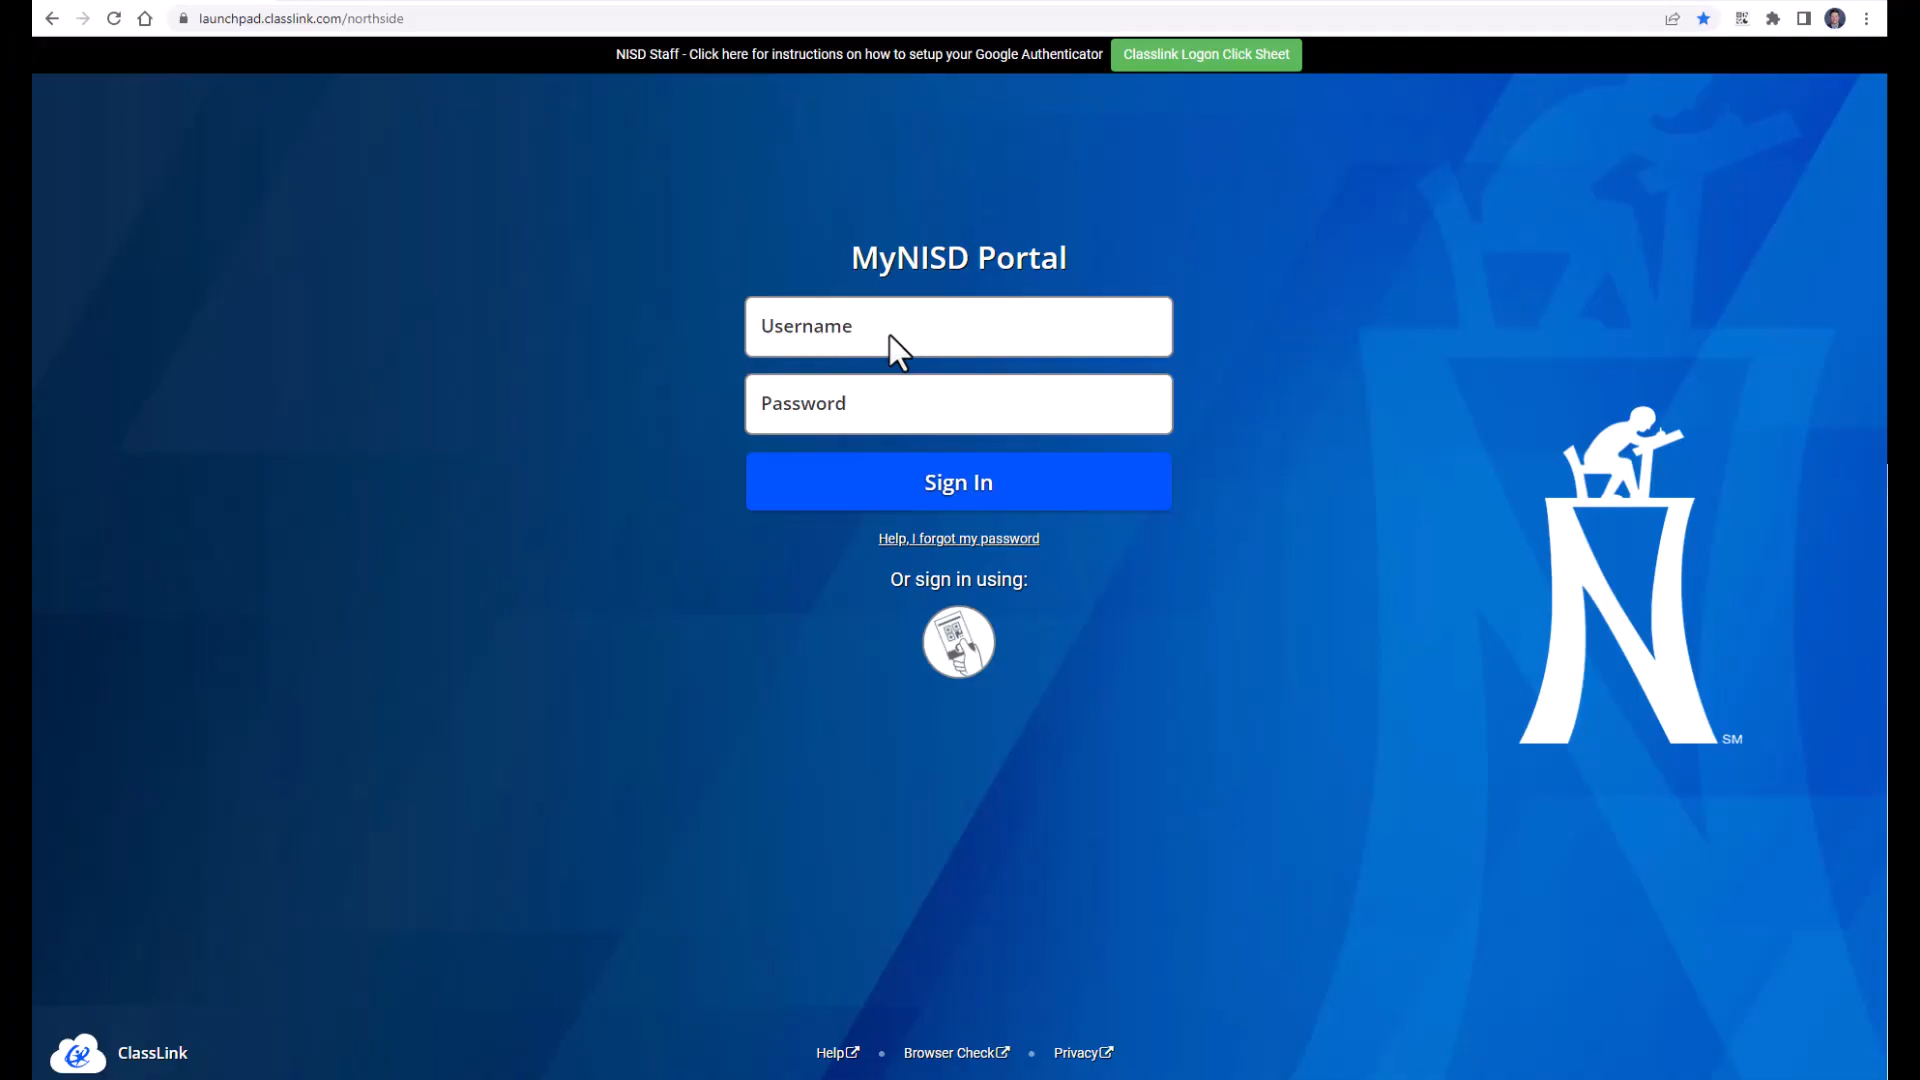 launchpad.classlink.com/northside
NISD Staff - Click here for instructions on how to setup your Google Authenticator Classlink Logon Click Sheet
MyNISD Portal
Username
Password
Sign In
Help, I forgot my password
Or sign in using:
N
SM
ClassLink
Help • Browser Check • Privacy